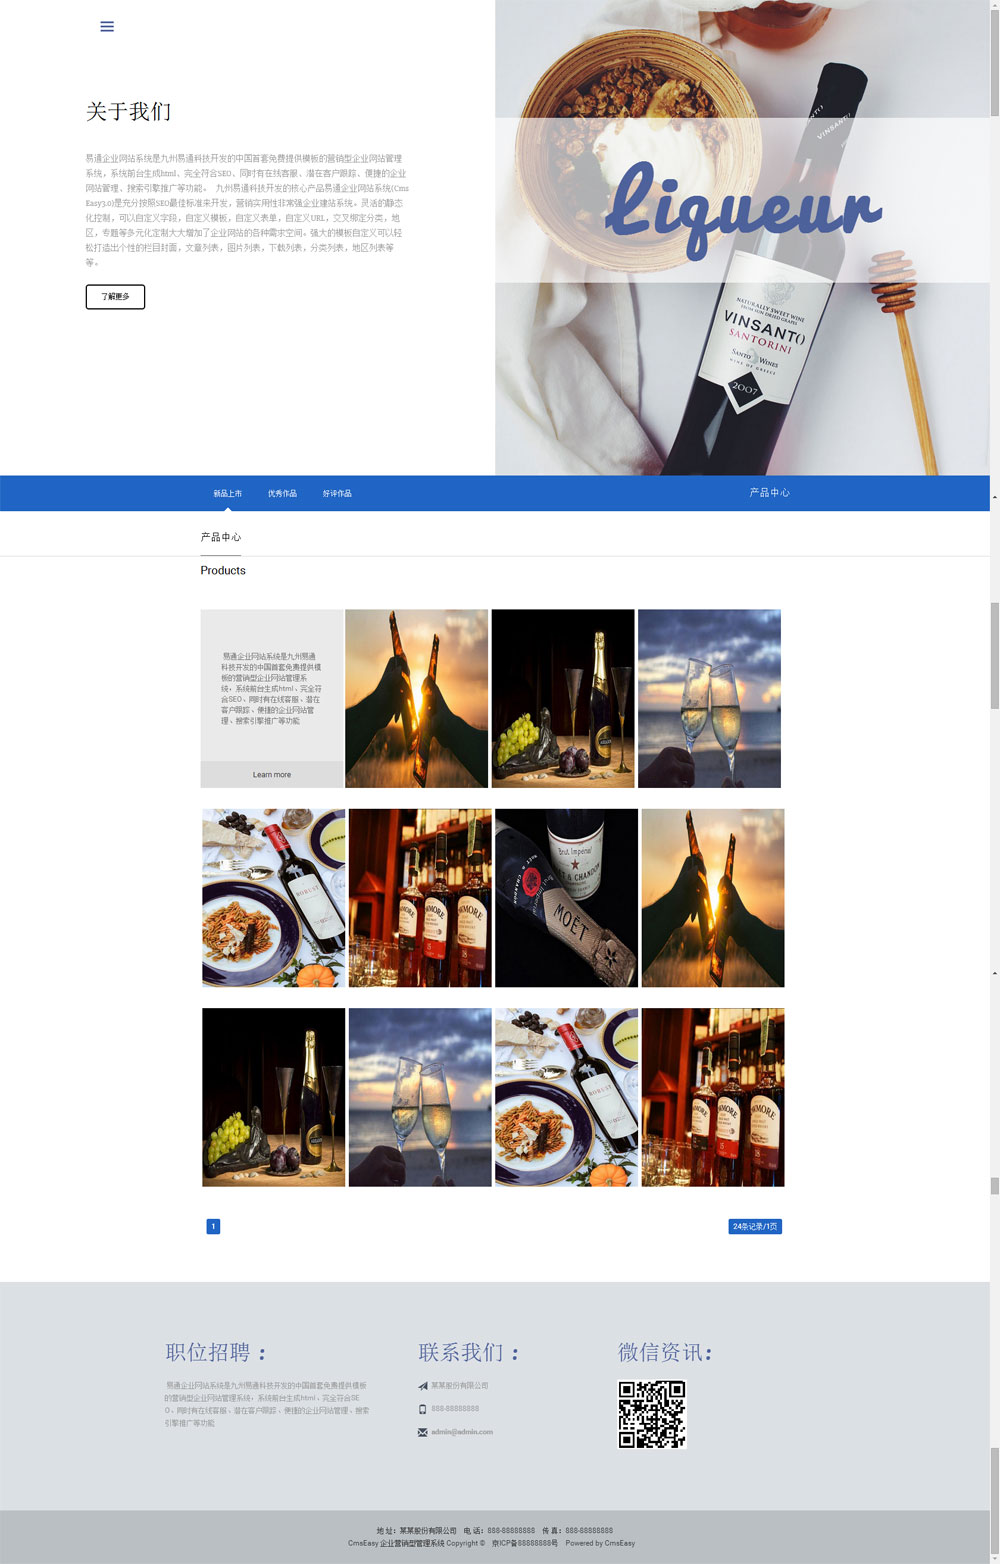 关于我们
易通企业网站系统是九州易通科技开发的中国首套免费提供模板的营销型企业网站管理
系统，系统前台生成html、完全符合SEO、同时有在线客服、潜在客户跟踪、便捷的企业
网站管理、搜索引擎推广等功能。 九州易通科技开发的核心产品易通企业网站系统(Cms
Easy3.0)是充分按照SEO最佳标准来开发，营销实用性非常强企业建站系统。灵活的静态
化控制，可以自定义字段，自定义模板，自定义表单，自定义URL，交叉绑定分类，地
区，专题等多元化定制大大增加了企业网站的各种需求空间。强大的模板自定义可以轻
松打造出个性的栏目封面，文章列表，图片列表，下载列表，分类列表，地区列表等
等。
了解更多
VINSANTO
Liqueur
NATURALLY SWEET WINE
FROM SUN DRIED GRAPES
VINSANTO
SANTORINI
SANTO WINES
WINE OF GREECE
2007
新品上市 优秀作品 好评作品 产品中心
产品中心
Products
易通企业网站系统是九州易通
科技开发的中国首套免费提供模
板的营销型企业网站管理系
统，系统前台生成html、完全符
合SEO、同时有在线客服、潜在
客户跟踪、便捷的企业网站管
理、搜索引擎推广等功能
Learn more
ROBUST
BOWMORE
Brut Imperial
MOËT & CHANDON
MOËT
ROBUST
BOWMORE
1 24条记录/1页
职位招聘：
易通企业网站系统是九州易通科技开发的中国首套免费提供模板
的营销型企业网站管理系统，系统前台生成html、完全符合SE
O、同时有在线客服、潜在客户跟踪、便捷的企业网站管理、搜索
引擎推广等功能
联系我们：
某某股份有限公司
888-88888888
admin@admin.com
微信资讯：
地址：某某股份有限公司 电话：888-88888888 传真：888-88888888
CmsEasy 企业营销型管理系统 Copyright © 京ICP备88888888号 Powered by CmsEasy